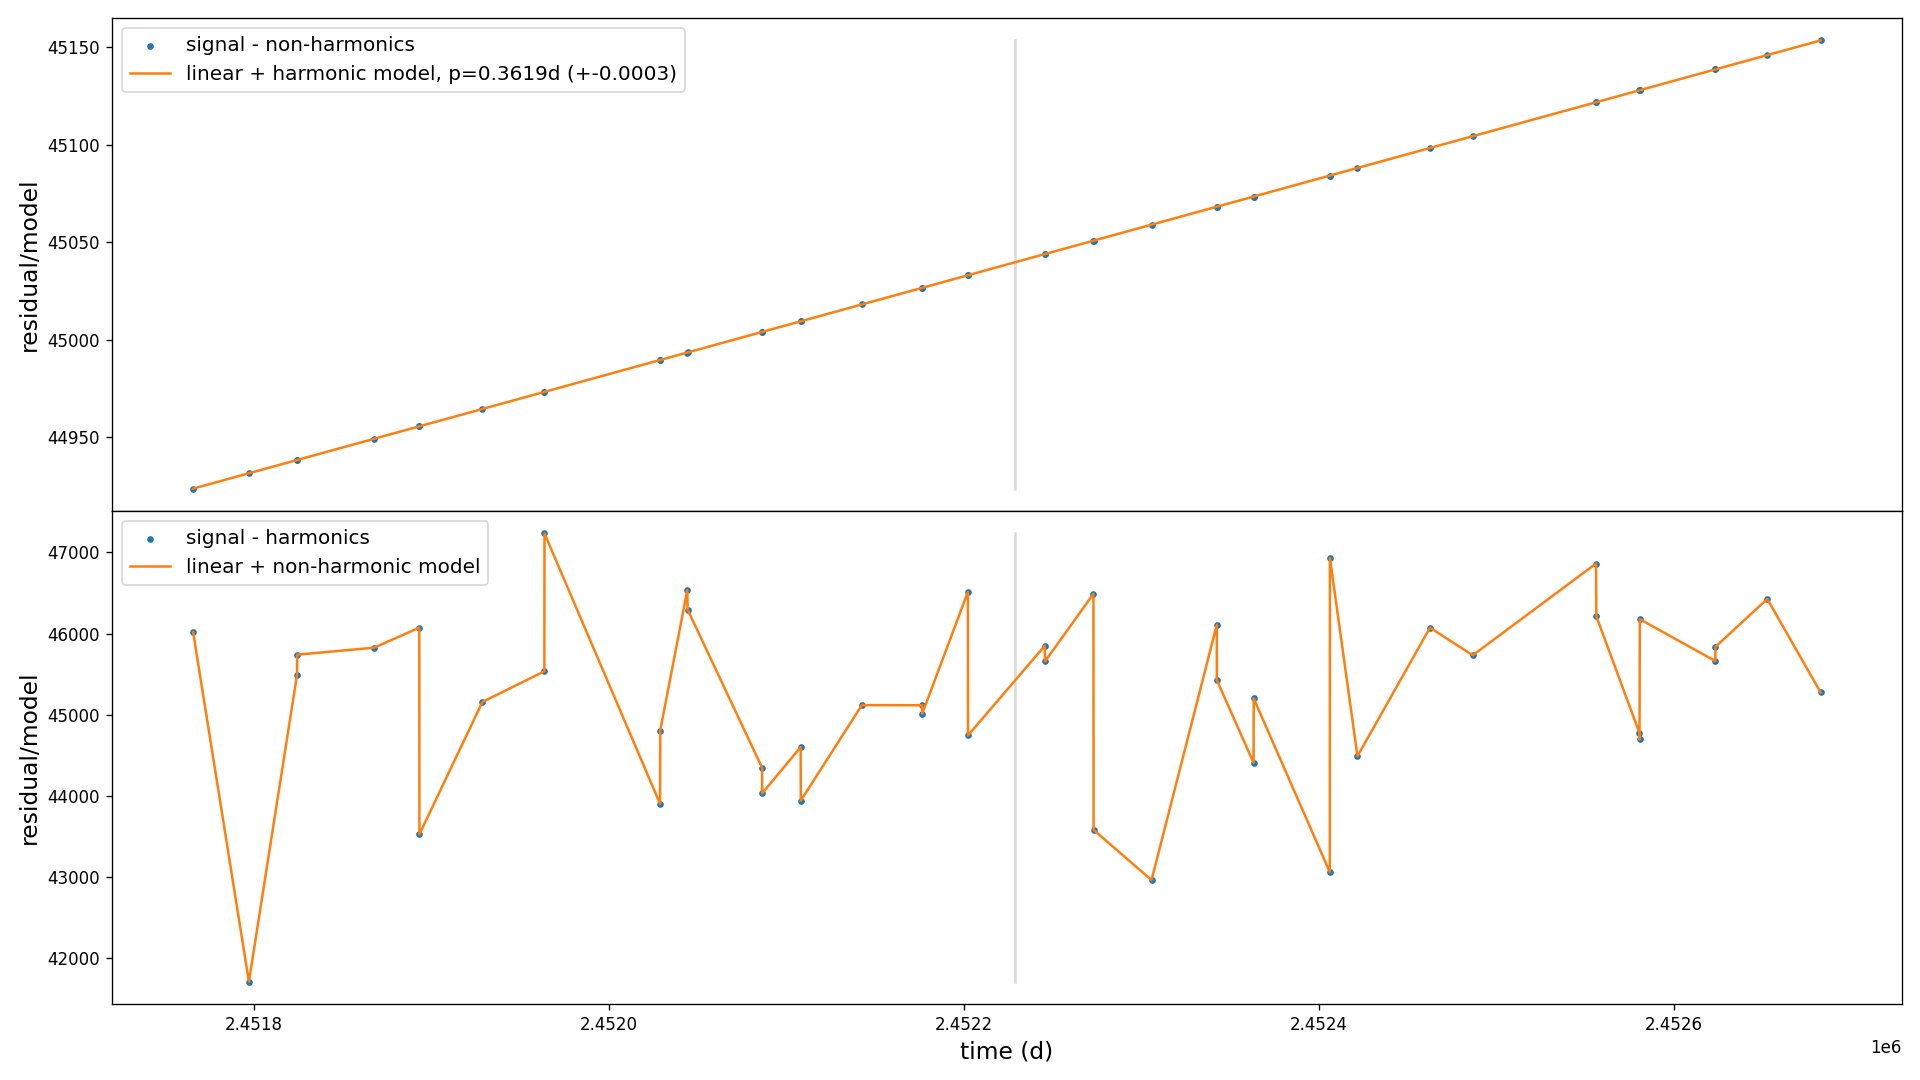 signal - non-harmonics
linear + harmonic model, p=0.3619d (+-0.0003)
45150
45100
45050
45000
44950
residual/model
signal - harmonics
linear + non-harmonic model
47000
46000
45000
44000
43000
42000
residual/model
2.4518
2.4520
2.4522
2.4524
2.4526
1e6
time (d)